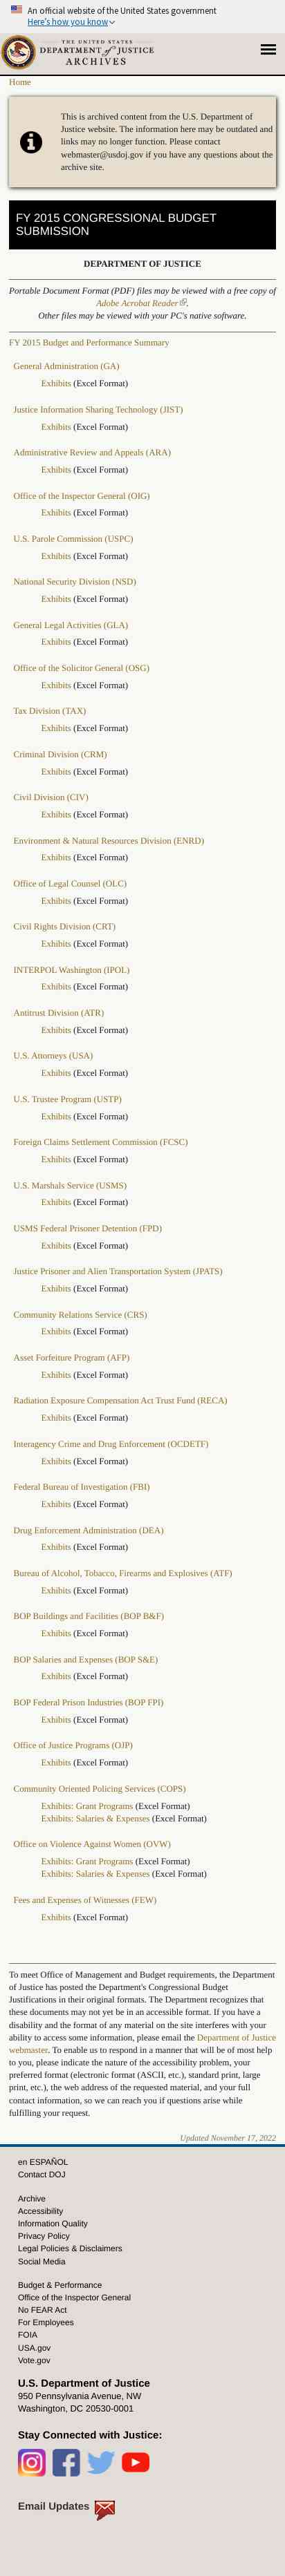 An official website of the United States government
Here's how you know
THE UNITED STATES
DEPARTMENT OF JUSTICE
ARCHIVES
Home
This is archived content from the U.S. Department of
Justice website. The information here may be outdated and
links may no longer function. Please contact
webmaster@usdoj.gov if you have any questions about the
archive site.
FY 2015 CONGRESSIONAL BUDGET
SUBMISSION
DEPARTMENT OF JUSTICE
Portable Document Format (PDF) files may be viewed with a free copy of
Adobe Acrobat Reader.
Other files may be viewed with your PC's native software.
FY 2015 Budget and Performance Summary
General Administration (GA)
Exhibits (Excel Format)
Justice Information Sharing Technology (JIST)
Exhibits (Excel Format)
Administrative Review and Appeals (ARA)
Exhibits (Excel Format)
Office of the Inspector General (OIG)
Exhibits (Excel Format)
U.S. Parole Commission (USPC)
Exhibits (Excel Format)
National Security Division (NSD)
Exhibits (Excel Format)
General Legal Activities (GLA)
Exhibits (Excel Format)
Office of the Solicitor General (OSG)
Exhibits (Excel Format)
Tax Division (TAX)
Exhibits (Excel Format)
Criminal Division (CRM)
Exhibits (Excel Format)
Civil Division (CIV)
Exhibits (Excel Format)
Environment & Natural Resources Division (ENRD)
Exhibits (Excel Format)
Office of Legal Counsel (OLC)
Exhibits (Excel Format)
Civil Rights Division (CRT)
Exhibits (Excel Format)
INTERPOL Washington (IPOL)
Exhibits (Excel Format)
Antitrust Division (ATR)
Exhibits (Excel Format)
U.S. Attorneys (USA)
Exhibits (Excel Format)
U.S. Trustee Program (USTP)
Exhibits (Excel Format)
Foreign Claims Settlement Commission (FCSC)
Exhibits (Excel Format)
U.S. Marshals Service (USMS)
Exhibits (Excel Format)
USMS Federal Prisoner Detention (FPD)
Exhibits (Excel Format)
Justice Prisoner and Alien Transportation System (JPATS)
Exhibits (Excel Format)
Community Relations Service (CRS)
Exhibits (Excel Format)
Asset Forfeiture Program (AFP)
Exhibits (Excel Format)
Radiation Exposure Compensation Act Trust Fund (RECA)
Exhibits (Excel Format)
Interagency Crime and Drug Enforcement (OCDETF)
Exhibits (Excel Format)
Federal Bureau of Investigation (FBI)
Exhibits (Excel Format)
Drug Enforcement Administration (DEA)
Exhibits (Excel Format)
Bureau of Alcohol, Tobacco, Firearms and Explosives (ATF)
Exhibits (Excel Format)
BOP Buildings and Facilities (BOP B&F)
Exhibits (Excel Format)
BOP Salaries and Expenses (BOP S&E)
Exhibits (Excel Format)
BOP Federal Prison Industries (BOP FPI)
Exhibits (Excel Format)
Office of Justice Programs (OJP)
Exhibits (Excel Format)
Community Oriented Policing Services (COPS)
Exhibits: Grant Programs (Excel Format)
Exhibits: Salaries & Expenses (Excel Format)
Office on Violence Against Women (OVW)
Exhibits: Grant Programs (Excel Format)
Exhibits: Salaries & Expenses (Excel Format)
Fees and Expenses of Witnesses (FEW)
Exhibits (Excel Format)
To meet Office of Management and Budget requirements, the Department
of Justice has posted the Department's Congressional Budget
Justifications in their original formats. The Department recognizes that
these documents may not yet be in an accessible format. If you have a
disability and the format of any material on the site interferes with your
ability to access some information, please email the Department of Justice
webmaster. To enable us to respond in a manner that will be of most help
to you, please indicate the nature of the accessibility problem, your
preferred format (electronic format (ASCII, etc.), standard print, large
print, etc.), the web address of the requested material, and your full
contact information, so we can reach you if questions arise while
fulfilling your request.
Updated November 17, 2022
en ESPAÑOL
Contact DOJ
Archive
Accessibility
Information Quality
Privacy Policy
Legal Policies & Disclaimers
Social Media
Budget & Performance
Office of the Inspector General
No FEAR Act
For Employees
FOIA
USA.gov
Vote.gov
U.S. Department of Justice
950 Pennsylvania Avenue, NW
Washington, DC 20530-0001
Stay Connected with Justice:
Email Updates